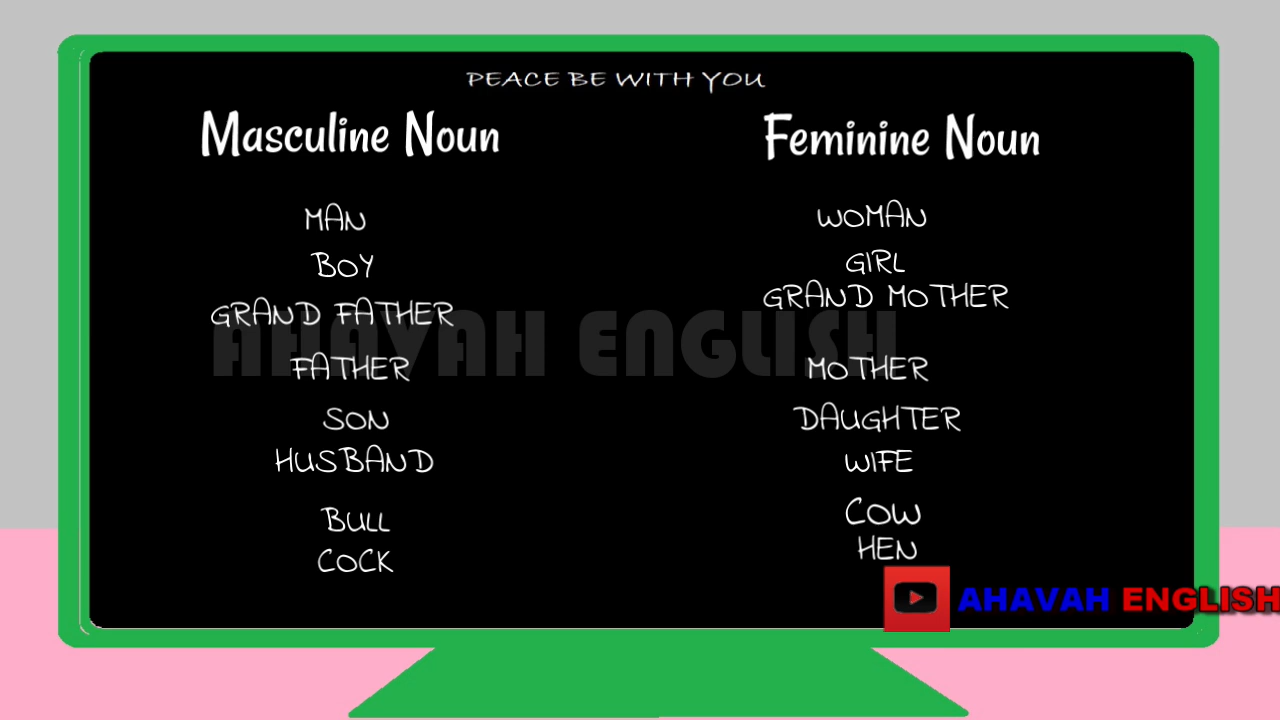 PEACE BE WITH YOU
Masculine Noun Feminine Noun
MAN WOMAN
BOY GIRL
GRAND FATHER GRAND MOTHER
AHAVAH ENGLISH
FATHER MOTHER
SON DAUGHTER
HUSBAND WIFE
BULL COW
COCK HEN
AHAVAH ENGLISH